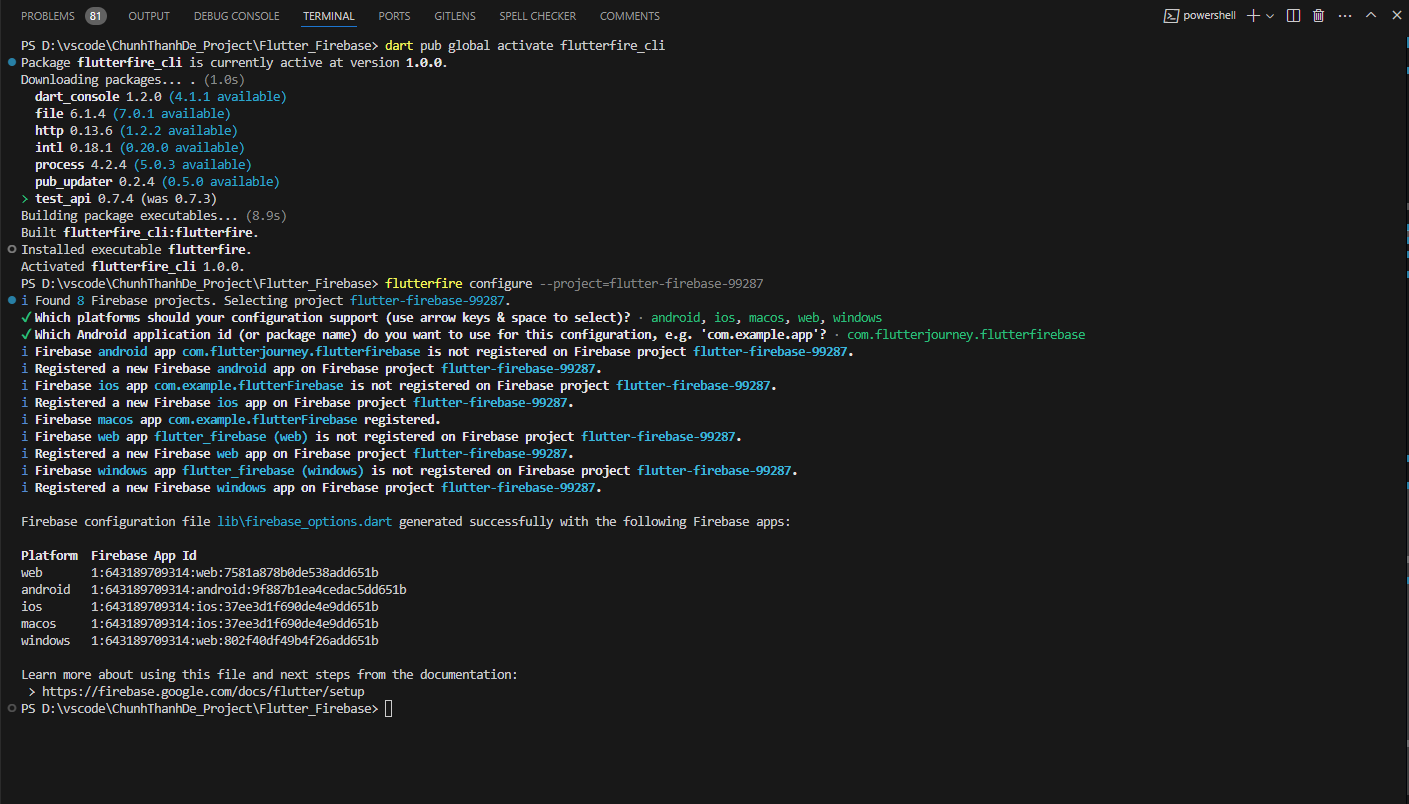 PROBLEMS 81 OUTPUT DEBUG CONSOLE TERMINAL PORTS GITLENS SPELL CHECKER COMMENTS powershell
PS D:\vscode\ChunhThanhDe_Project\Flutter_Firebase> dart pub global activate flutterfire_cli
Package flutterfire_cli is currently active at version 1.0.0.
Downloading packages... . (1.0s)
dart_console 1.2.0 (4.1.1 available)
file 6.1.4 (7.0.1 available)
http 0.13.6 (1.2.2 available)
intl 0.18.1 (0.20.0 available)
process 4.2.4 (5.0.3 available)
pub_updater 0.2.4 (0.5.0 available)
> test_api 0.7.4 (was 0.7.3)
Building package executables... (8.9s)
Built flutterfire_cli:flutterfire.
Installed executable flutterfire.
Activated flutterfire_cli 1.0.0.
PS D:\vscode\ChunhThanhDe_Project\Flutter_Firebase> flutterfire configure --project=flutter-firebase-99287
i Found 8 Firebase projects. Selecting project flutter-firebase-99287.
✓ Which platforms should your configuration support (use arrow keys & space to select)? · android, ios, macos, web, windows
✓ Which Android application id (or package name) do you want to use for this configuration, e.g. 'com.example.app'? · com.flutterjourney.flutterfirebase
i Firebase android app com.flutterjourney.flutterfirebase is not registered on Firebase project flutter-firebase-99287.
i Registered a new Firebase android app on Firebase project flutter-firebase-99287.
i Firebase ios app com.example.flutterFirebase is not registered on Firebase project flutter-firebase-99287.
i Registered a new Firebase ios app on Firebase project flutter-firebase-99287.
i Firebase macos app com.example.flutterFirebase registered.
i Firebase web app flutter_firebase (web) is not registered on Firebase project flutter-firebase-99287.
i Registered a new Firebase web app on Firebase project flutter-firebase-99287.
i Firebase windows app flutter_firebase (windows) is not registered on Firebase project flutter-firebase-99287.
i Registered a new Firebase windows app on Firebase project flutter-firebase-99287.
Firebase configuration file lib\firebase_options.dart generated successfully with the following Firebase apps:
Platform Firebase App Id
web 1:643189709314:web:7581a878b0de538add651b
android 1:643189709314:android:9f887b1ea4cedac5dd651b
ios 1:643189709314:ios:37ee3d1f690de4e9dd651b
macos 1:643189709314:ios:37ee3d1f690de4e9dd651b
windows 1:643189709314:web:802f40df49b4f26add651b
Learn more about using this file and next steps from the documentation:
> https://firebase.google.com/docs/flutter/setup
PS D:\vscode\ChunhThanhDe_Project\Flutter_Firebase>